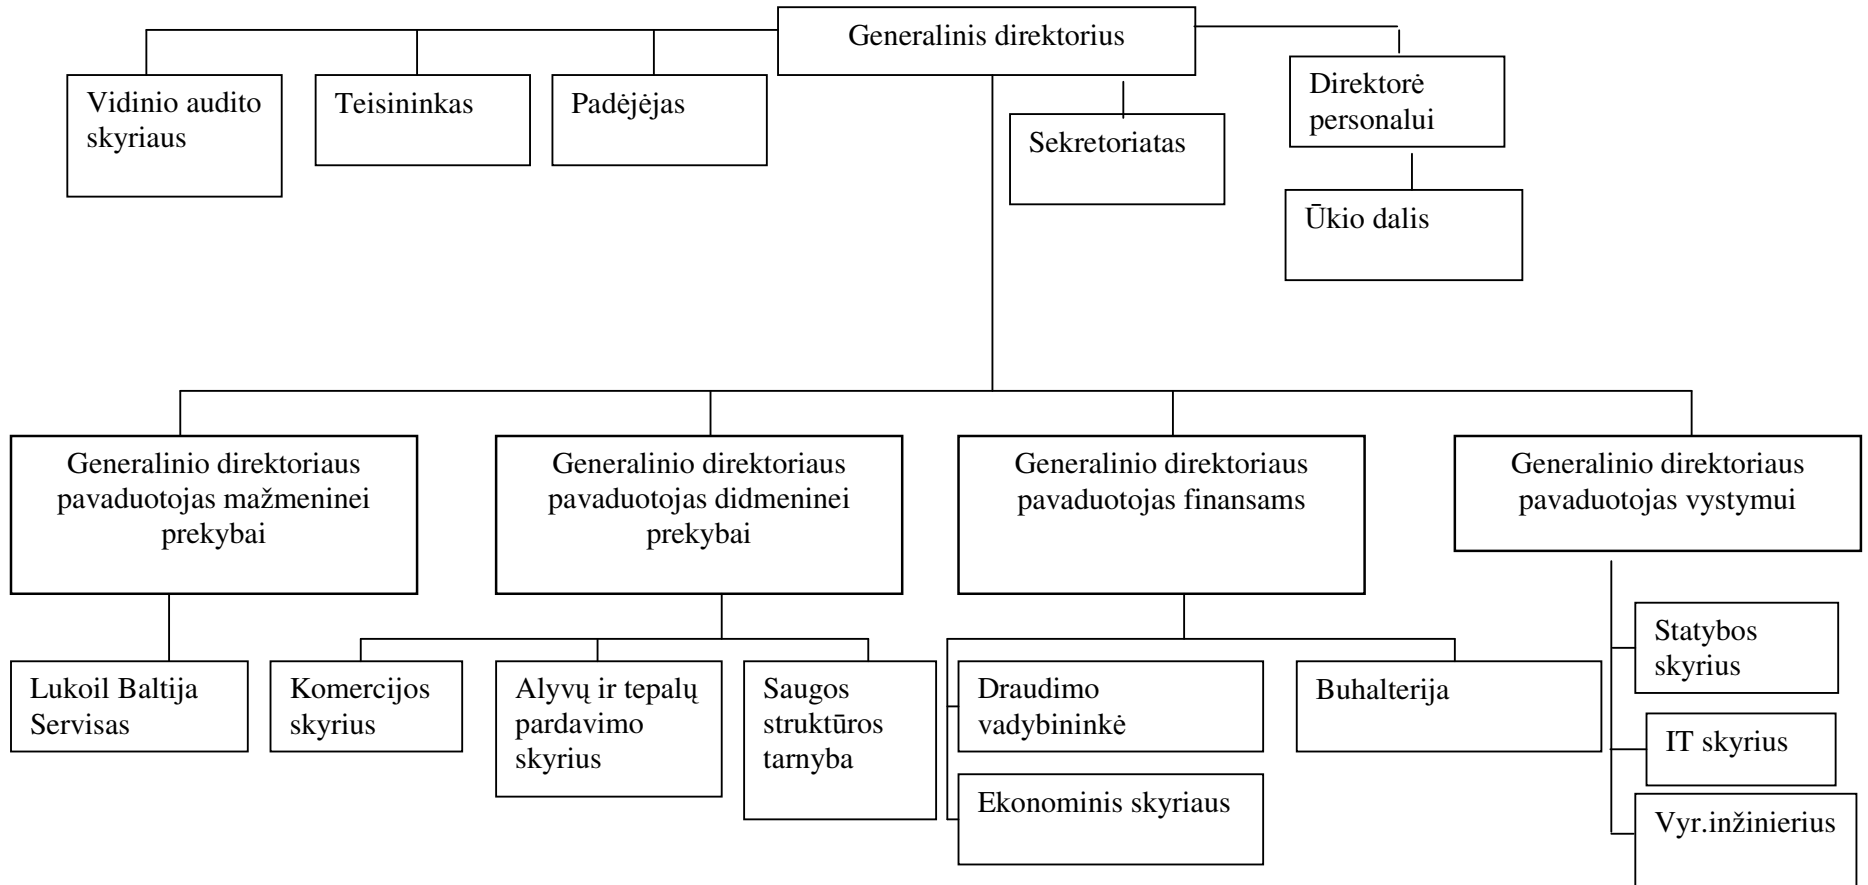 Generalinis direktorius
Vidinio audito
skyriaus
Teisininkas
Padėjėjas
Sekretoriatas
Direktorė
personalui
Ūkio dalis
Generalinio direktoriaus
pavaduotojas mažmeninei
prekybai
Generalinio direktoriaus
pavaduotojas didmeninei
prekybai
Generalinio direktoriaus
pavaduotojas finansams
Generalinio direktoriaus
pavaduotojas vystymui
Lukoil Baltija
Servisas
Komercijos
skyrius
Alyvų ir tepalų
pardavimo
skyrius
Saugos
struktūros
tarnyba
Draudimo
vadybininkė
Ekonominis skyriaus
Buhalterija
Statybos
skyrius
IT skyrius
Vyr.inžinierius